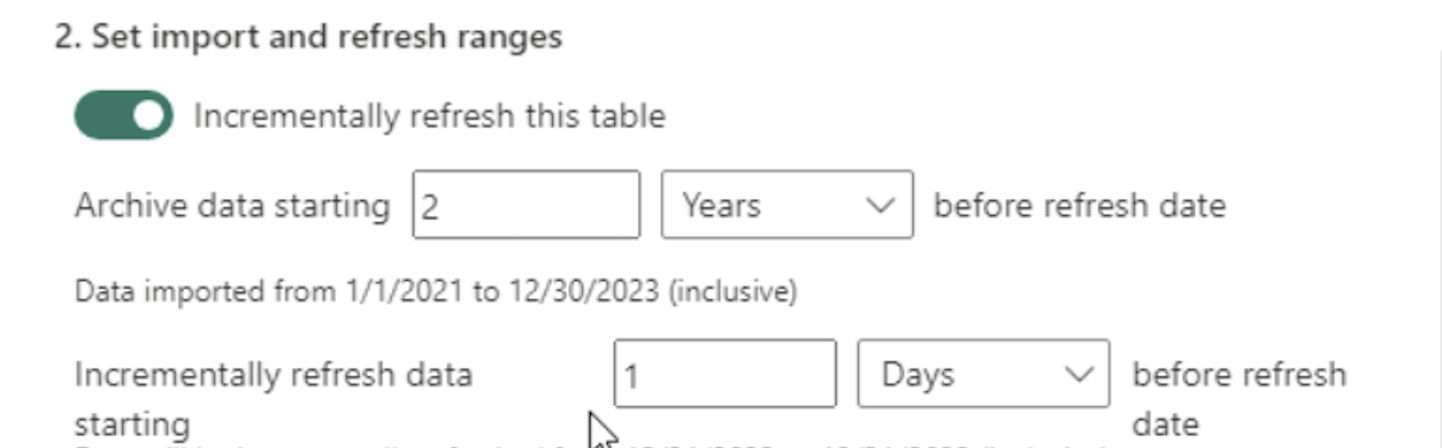 2. Set import and refresh ranges
Incrementally refresh this table
Archive data starting 2 Years before refresh date
Data imported from 1/1/2021 to 12/30/2023 (inclusive)
Incrementally refresh data 1 Days before refresh
starting date